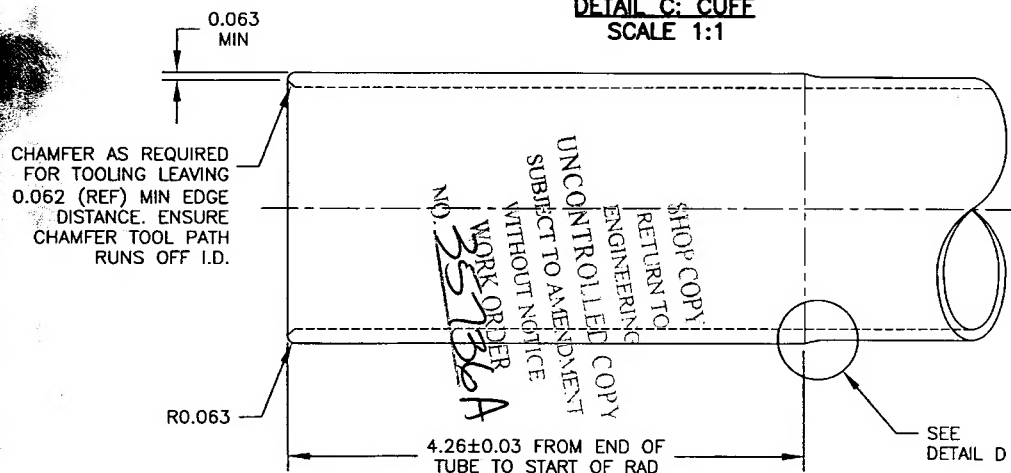 DETAIL C: CUFF
SCALE 1:1
0.063
MIN
CHAMFER AS REQUIRED
FOR TOOLING LEAVING
0.062 (REF) MIN EDGE
DISTANCE. ENSURE
CHAMFER TOOL PATH
RUNS OFF I.D.
SHOP COPY
RETURN TO
ENGINEERING
UNCONTROLLED COPY
SUBJECT TO AMENDMENT
WITHOUT NOTICE
WORK ORDER
NO. 35736A
R0.063
4.26±0.03 FROM END OF
TUBE TO START OF RAD
SEE
DETAIL D